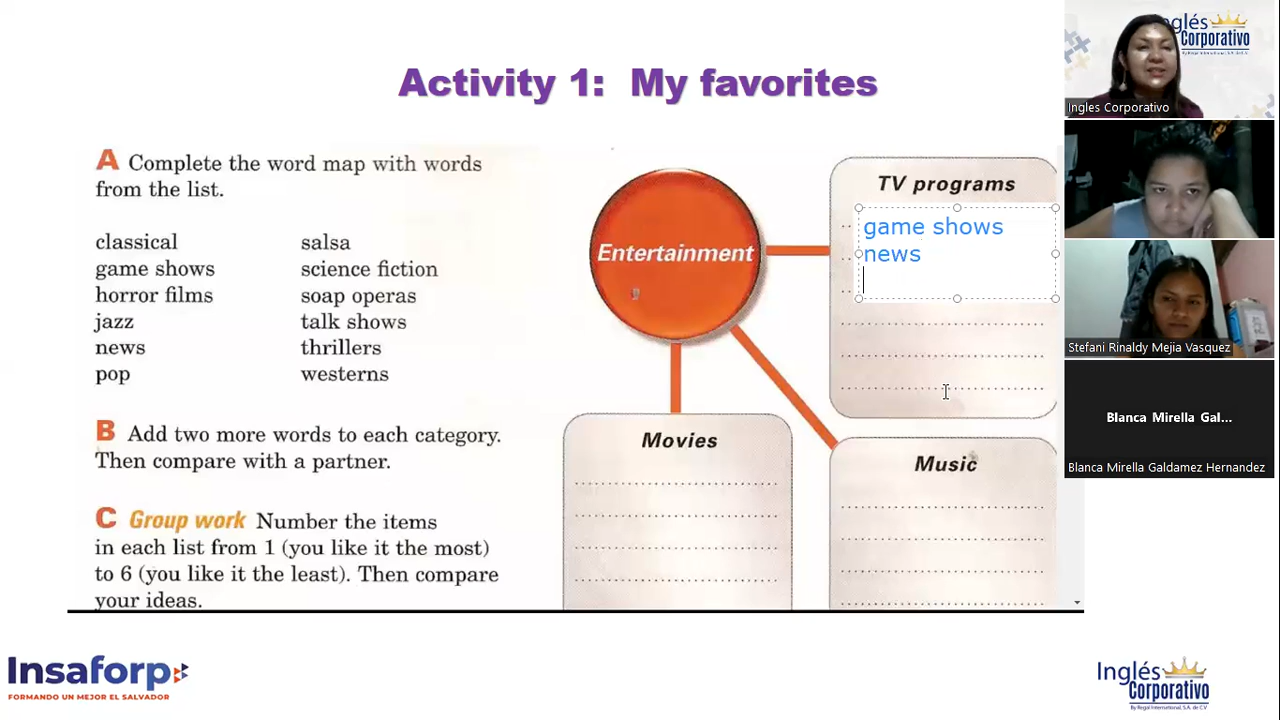 Activity 1: My favorites
A Complete the word map with words
from the list.
classical
game shows
horror films
jazz
news
pop
salsa
science fiction
soap operas
talk shows
thrillers
westerns
B Add two more words to each category.
Then compare with a partner.
C Group work Number the items
in each list from 1 (you like it the most)
to 6 (you like it the least). Then compare
your ideas.
Entertainment
TV programs
game shows
news
Movies
Music
Inglés
Corporativo
Ingles Corporativo
Stefani Rinaldy Mejia Vasquez
Blanca Mirella Gal...
Blanca Mirella Galdamez Hernandez
Insaforp
FORMANDO UN MEJOR EL SALVADOR
Inglés
Corporativo
By Regal International, S.A. de C.V.